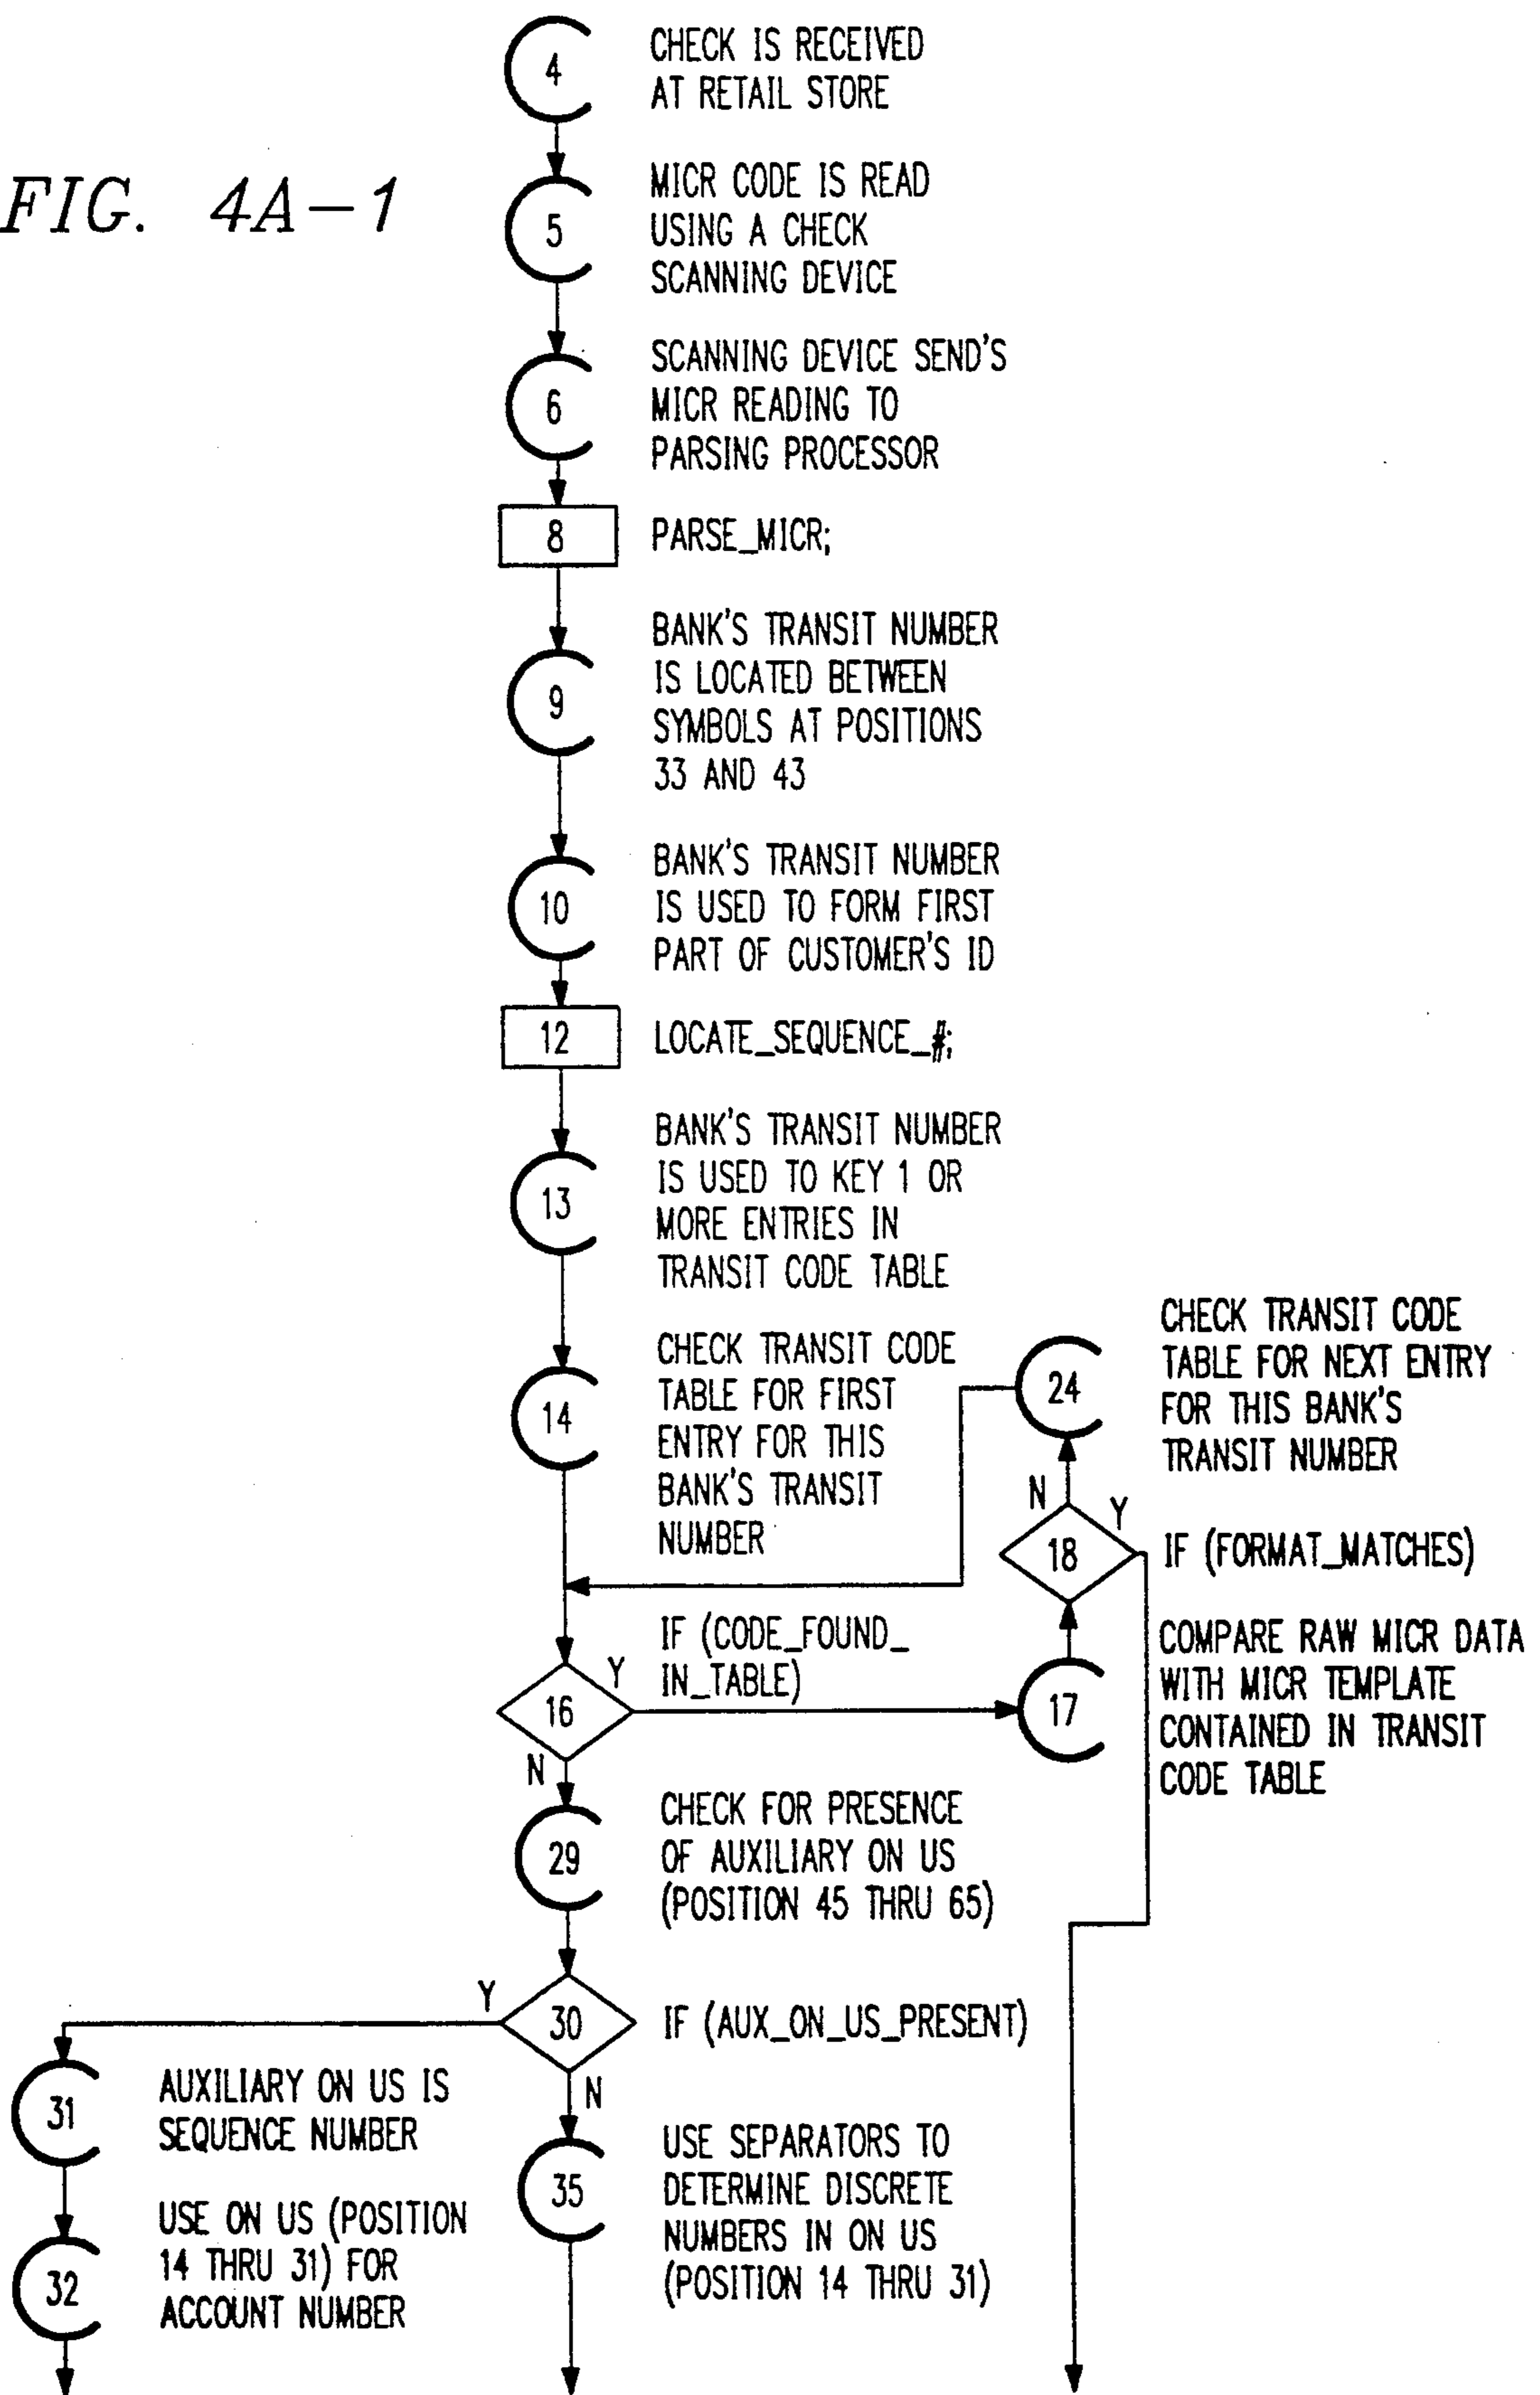 FIG. 4A-1
4
CHECK IS RECEIVED
AT RETAIL STORE
5
MICR CODE IS READ
USING A CHECK
SCANNING DEVICE
6
SCANNING DEVICE SEND'S
MICR READING TO
PARSING PROCESSOR
8
PARSE_MICR;
9
BANK'S TRANSIT NUMBER
IS LOCATED BETWEEN
SYMBOLS AT POSITIONS
33 AND 43
10
BANK'S TRANSIT NUMBER
IS USED TO FORM FIRST
PART OF CUSTOMER'S ID
12
LOCATE_SEQUENCE_#;
13
BANK'S TRANSIT NUMBER
IS USED TO KEY 1 OR
MORE ENTRIES IN
TRANSIT CODE TABLE
14
CHECK TRANSIT CODE
TABLE FOR FIRST
ENTRY FOR THIS
BANK'S TRANSIT
NUMBER
24
CHECK TRANSIT CODE
TABLE FOR NEXT ENTRY
FOR THIS BANK'S
TRANSIT NUMBER
N
Y
18
IF (FORMAT_MATCHES)
16
Y
IF (CODE_FOUND_
IN_TABLE)
17
COMPARE RAW MICR DATA
WITH MICR TEMPLATE
CONTAINED IN TRANSIT
CODE TABLE
N
29
CHECK FOR PRESENCE
OF AUXILIARY ON US
(POSITION 45 THRU 65)
Y
30
IF (AUX_ON_US_PRESENT)
N
31
AUXILIARY ON US IS
SEQUENCE NUMBER
32
USE ON US (POSITION
14 THRU 31) FOR
ACCOUNT NUMBER
35
USE SEPARATORS TO
DETERMINE DISCRETE
NUMBERS IN ON US
(POSITION 14 THRU 31)